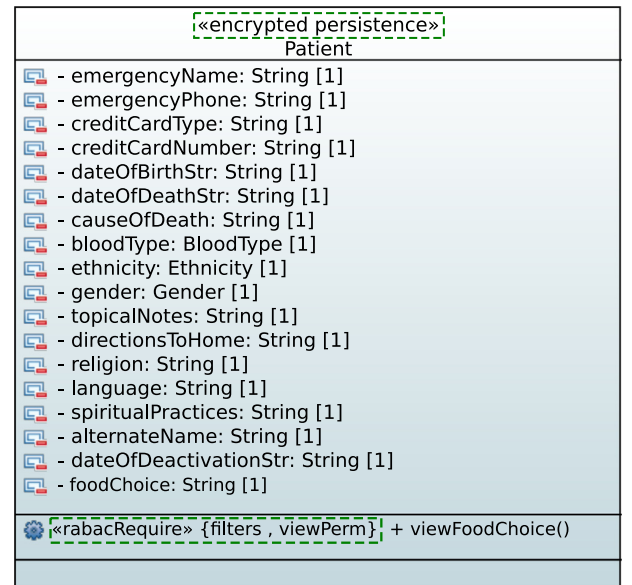 «encrypted persistence»
Patient
- emergencyName: String [1]
- emergencyPhone: String [1]
- creditCardType: String [1]
- creditCardNumber: String [1]
- dateOfBirthStr: String [1]
- dateOfDeathStr: String [1]
- causeOfDeath: String [1]
- bloodType: BloodType [1]
- ethnicity: Ethnicity [1]
- gender: Gender [1]
- topicalNotes: String [1]
- directionsToHome: String [1]
- religion: String [1]
- language: String [1]
- spiritualPractices: String [1]
- alternateName: String [1]
- dateOfDeactivationStr: String [1]
- foodChoice: String [1]
«rabacRequire» {filters , viewPerm} + viewFoodChoice()